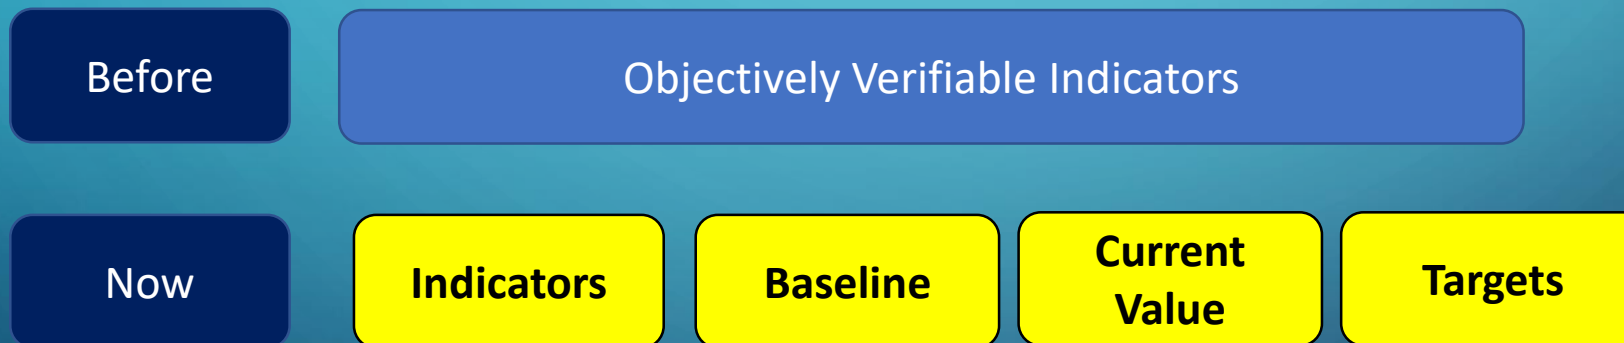 Before
Objectively Verifiable Indicators
Now
Indicators
Baseline
Current
Value
Targets